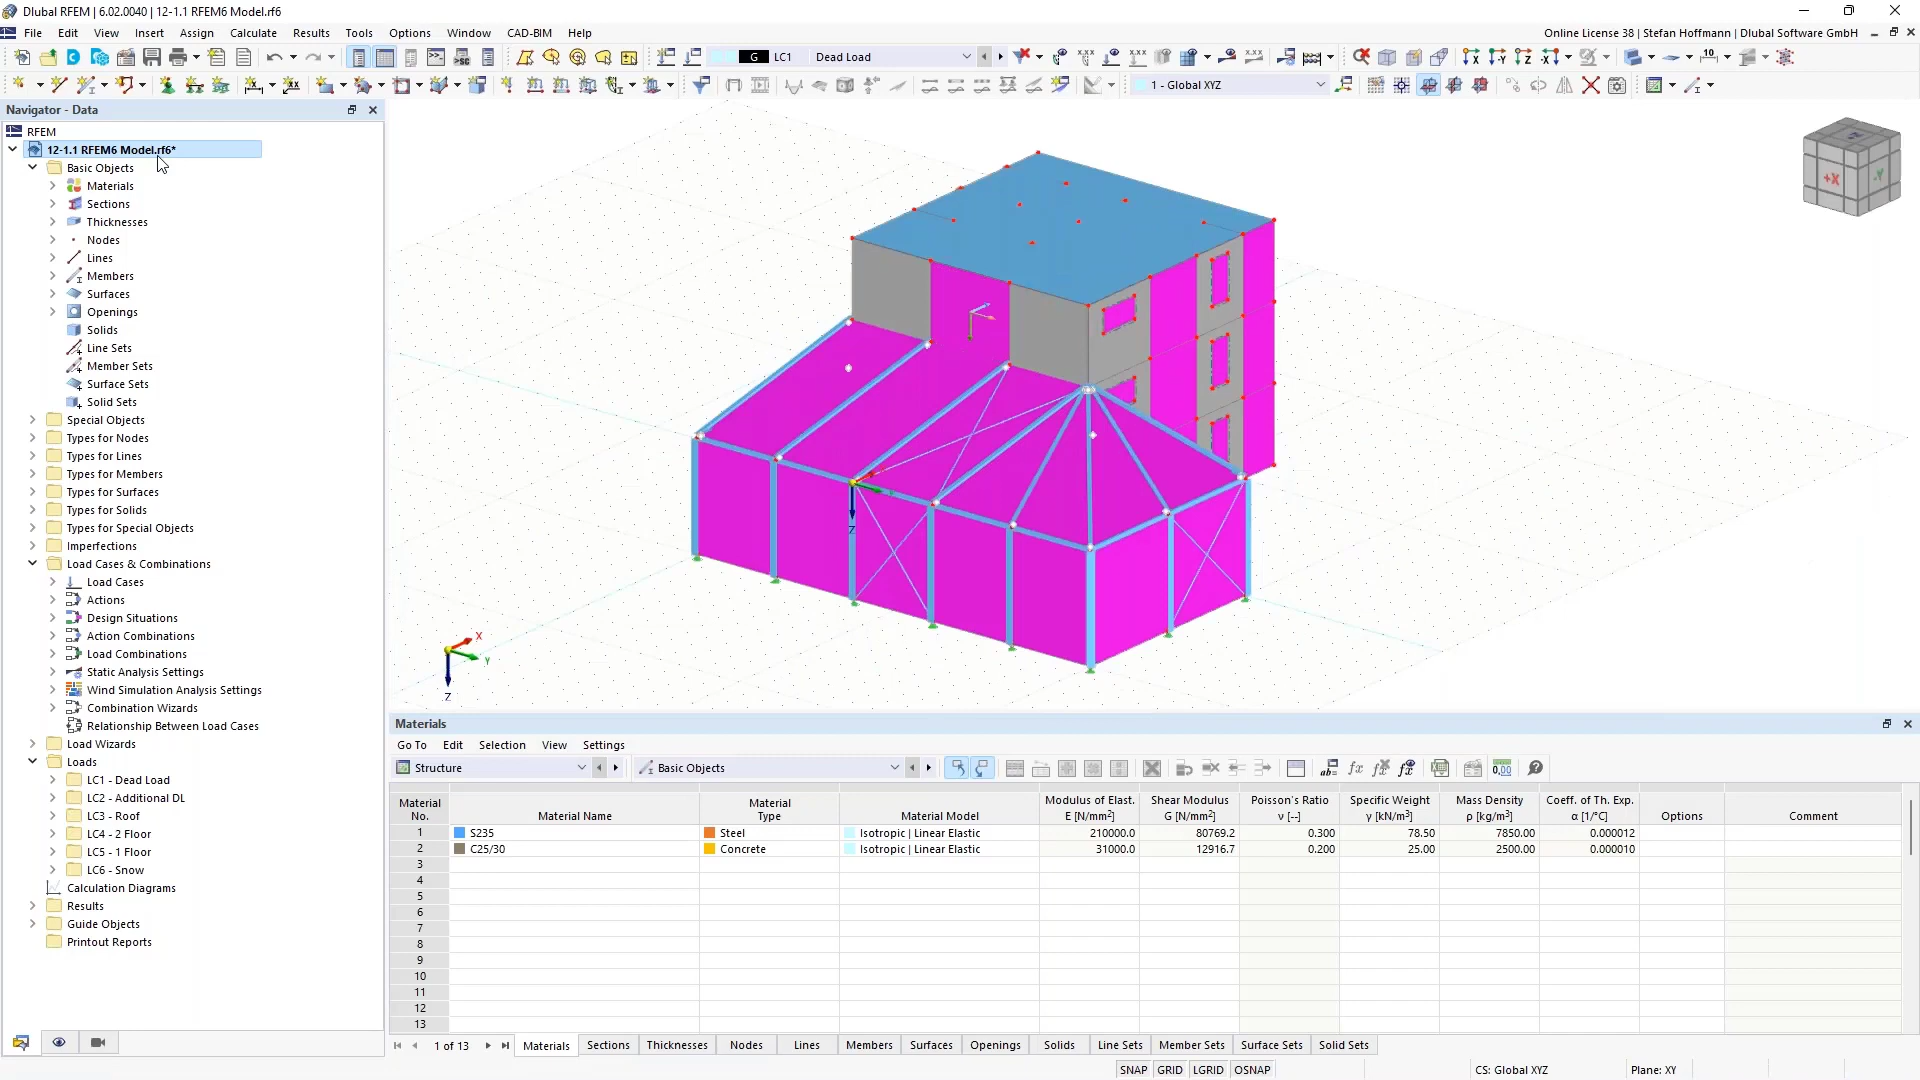 Dlubal RFEM | 6.02.0040 | 12-1.1 RFEM6 Model.rf6
File Edit View Insert Assign Calculate Results Tools Options Window CAD-BIM Help
Online License 38 | Stefan Hoffmann | Dlubal Software GmbH
G LC1 Dead Load
1 - Global XYZ
Navigator - Data
RFEM
12-1.1 RFEM6 Model.rf6*
Basic Objects
Materials
Sections
Thicknesses
Nodes
Lines
Members
Surfaces
Openings
Solids
Line Sets
Member Sets
Surface Sets
Solid Sets
Special Objects
Types for Nodes
Types for Lines
Types for Members
Types for Surfaces
Types for Solids
Types for Special Objects
Imperfections
Load Cases & Combinations
Load Cases
Actions
Design Situations
Action Combinations
Load Combinations
Static Analysis Settings
Wind Simulation Analysis Settings
Combination Wizards
Relationship Between Load Cases
Load Wizards
Loads
LC1 - Dead Load
LC2 - Additional DL
LC3 - Roof
LC4 - 2 Floor
LC5 - 1 Floor
LC6 - Snow
Calculation Diagrams
Results
Guide Objects
Printout Reports
+X -Y
Z
X
Y
Z
Materials
Go To Edit Selection View Settings
Structure Basic Objects
Material No. Material Name Material Type Material Model Modulus of Elast. E [N/mm²] Shear Modulus G [N/mm²] Poisson's Ratio ν [--] Specific Weight γ [kN/m³] Mass Density ρ [kg/m³] Coeff. of Th. Exp. α [1/°C] Options Comment
1 S235 Steel Isotropic | Linear Elastic 210000.0 80769.2 0.300 78.50 7850.00 0.000012
2 C25/30 Concrete Isotropic | Linear Elastic 31000.0 12916.7 0.200 25.00 2500.00 0.000010
3
4
5
6
7
8
9
10
11
12
13
1 of 13 Materials Sections Thicknesses Nodes Lines Members Surfaces Openings Solids Line Sets Member Sets Surface Sets Solid Sets
SNAP GRID LGRID OSNAP CS: Global XYZ Plane: XY